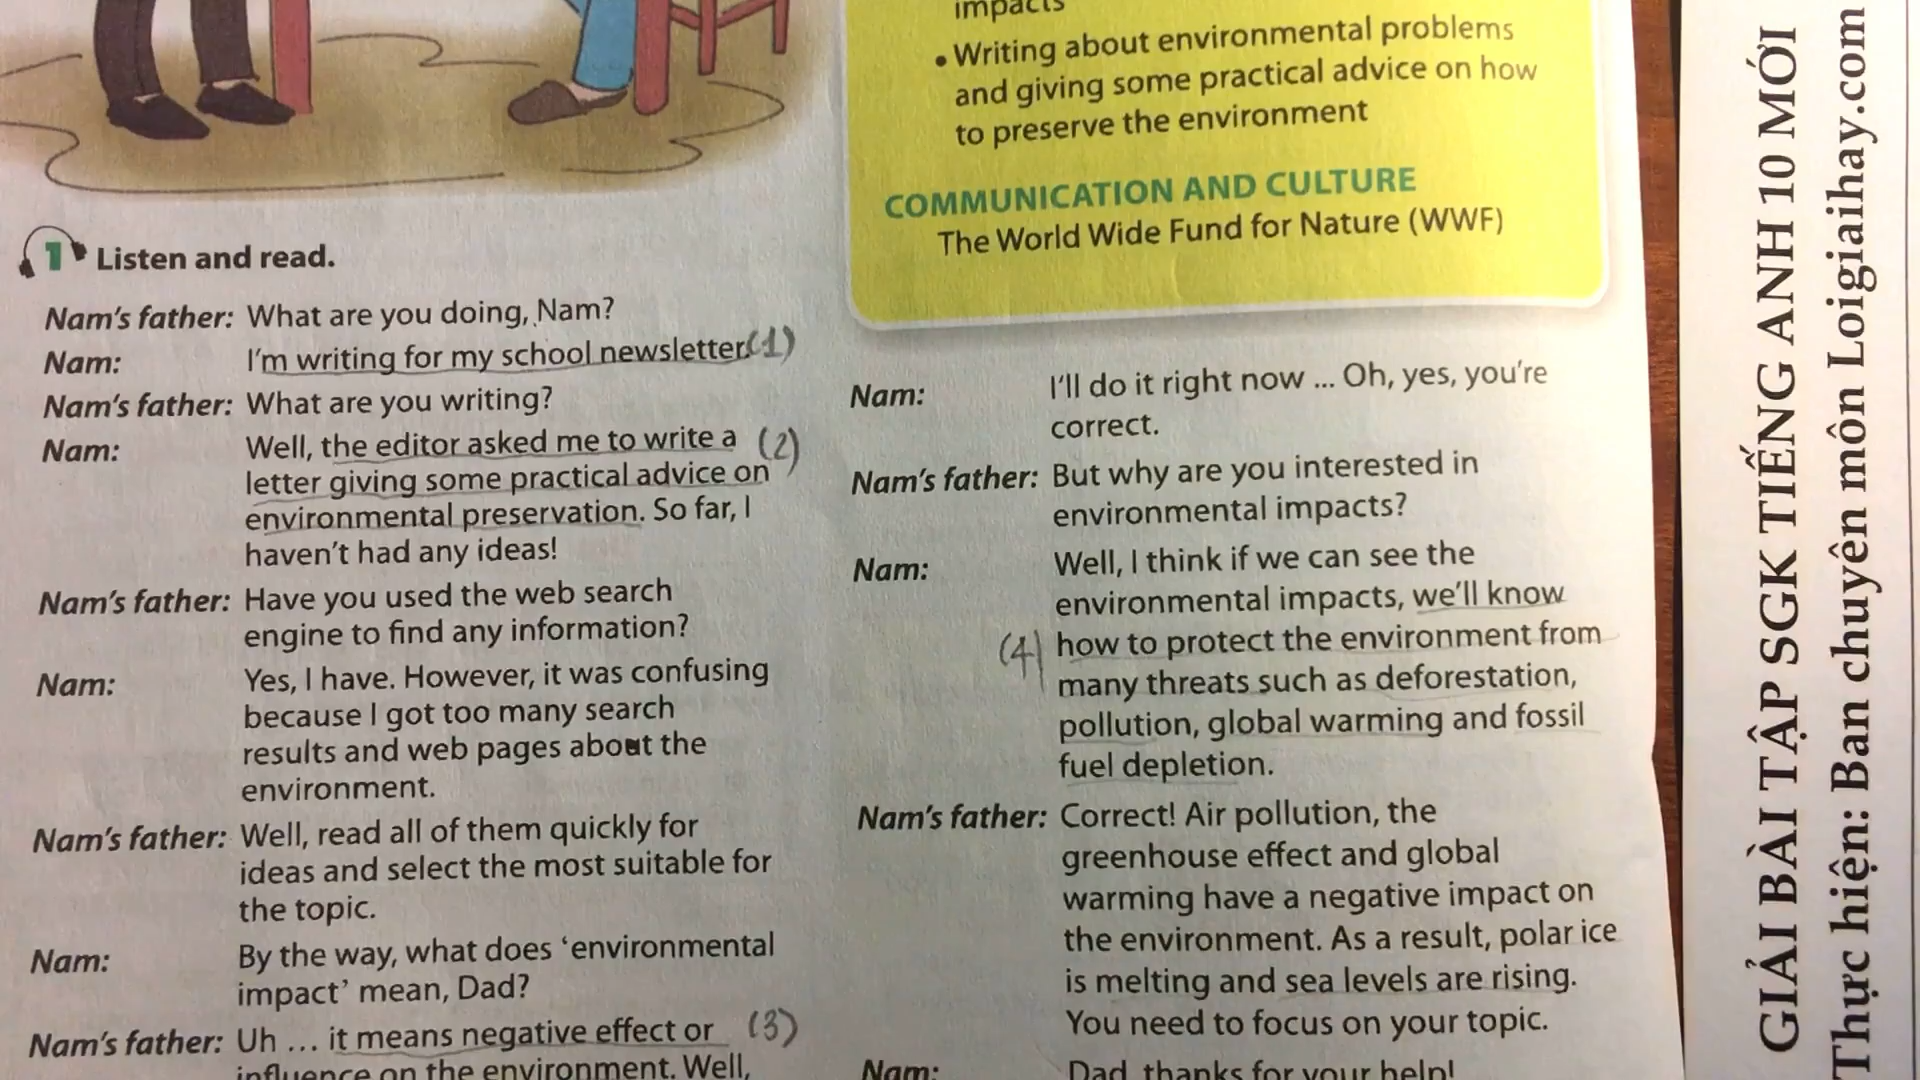 impacts
• Writing about environmental problems
and giving some practical advice on how
to preserve the environment
COMMUNICATION AND CULTURE
The World Wide Fund for Nature (WWF)
1 Listen and read.
Nam's father: What are you doing, Nam?
Nam: I'm writing for my school newsletter. (1)
Nam's father: What are you writing?
Nam: Well, the editor asked me to write a (2)
letter giving some practical advice on
environmental preservation. So far, I
haven't had any ideas!
Nam's father: Have you used the web search
engine to find any information?
Nam: Yes, I have. However, it was confusing
because I got too many search
results and web pages about the
environment.
Nam's father: Well, read all of them quickly for
ideas and select the most suitable for
the topic.
Nam: By the way, what does 'environmental
impact' mean, Dad?
Nam's father: Uh ... it means negative effect or (3)
influence on the environment. Well,
Nam: I'll do it right now ... Oh, yes, you're
correct.
Nam's father: But why are you interested in
environmental impacts?
Nam: Well, I think if we can see the
environmental impacts, we'll know
(4) how to protect the environment from
many threats such as deforestation,
pollution, global warming and fossil
fuel depletion.
Nam's father: Correct! Air pollution, the
greenhouse effect and global
warming have a negative impact on
the environment. As a result, polar ice
is melting and sea levels are rising.
You need to focus on your topic.
Nam: Dad, thanks for your help!
GIẢI BÀI TẬP SGK TIẾNG ANH 10 MỚI
Thực hiện: Ban chuyên môn Loigiaihay.com